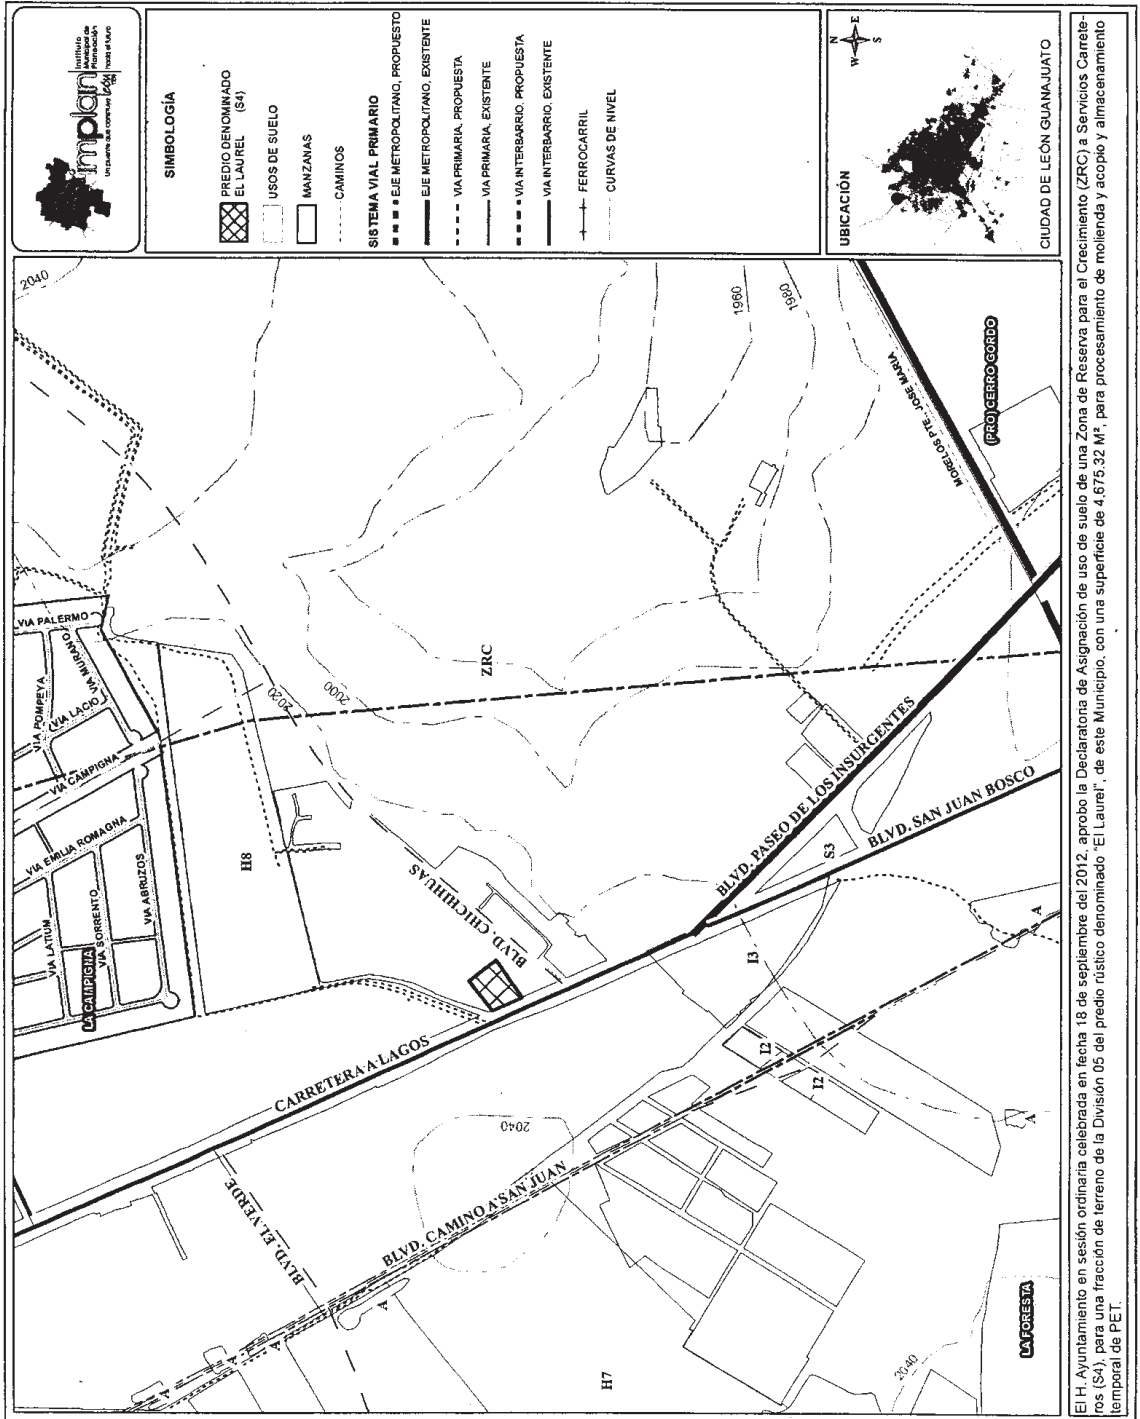 implan
Instituto
Municipal de
Planeación
Un puente que construye león hacia el futuro
SIMBOLOGÍA
PREDIO DENOMINADO
EL LAUREL (S4)
USOS DE SUELO
MANZANAS
CAMINOS
SISTEMA VIAL PRIMARIO
EJE METROPOLITANO, PROPUESTO
EJE METROPOLITANO, EXISTENTE
VIA PRIMARIA, PROPUESTA
VIA PRIMARIA, EXISTENTE
VIA INTERBARRIO, PROPUESTA
VIA INTERBARRIO, EXISTENTE
FERROCARRIL
CURVAS DE NIVEL
UBICACIÓN
N
E
S
W
CIUDAD DE LEÓN GUANAJUATO
2040
1960
1980
MORELOS PTE., JOSE MARIA
(PRO) CERRO GORDO
VIA PALERMO
VIA MURANO
VIA POMPEYA
VIA LACIO
VIA CAMPIGNA
VIA EMILIA ROMAGNA
VIA LATIUM
VIA SORRENTO
VIA ABRUZOS
LA CAMPIGNA
H8
2020
2000
ZRC
BLVD. CHICHIHUAS
BLVD. PASEO DE LOS INSURGENTES
BLVD. SAN JUAN BOSCO
S3
CARRETERA A LAGOS
I3
I2
I2
A
A
2040
BLVD. EL VERDE
BLVD. CAMINO A SAN JUAN
A
H7
2040
LA FORESTA
El H. Ayuntamiento en sesión ordinaria celebrada en fecha 18 de septiembre del 2012, aprobo la Declaratoria de Asignación de uso de suelo de una Zona de Reserva para el Crecimiento (ZRC) a Servicios Carrete-
ros (S4), para una fracción de terreno de la División 05 del predio rústico denominado "El Laurel", de este Municipio, con una superficie de 4,675.32 M², para procesamiento de molienda y acopio y almacenamiento
temporal de PET.